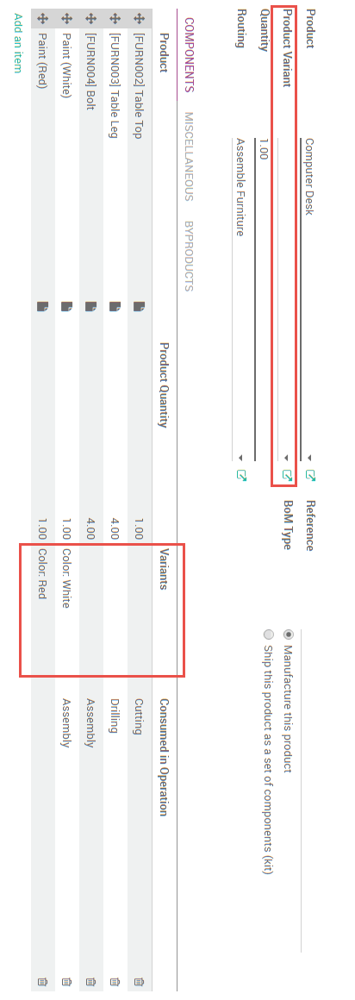 Product Computer Desk Reference
Product Variant BoM Type Manufacture this product
Quantity 1.00 Ship this product as a set of components (kit)
Routing Assemble Furniture
COMPONENTS MISCELLANEOUS BYPRODUCTS
Product Product Quantity Variants Consumed in Operation
[FURN002] Table Top 1.00 Cutting
[FURN003] Table Leg 4.00 Drilling
[FURN004] Bolt 4.00 Assembly
Paint (White) 1.00 Color: White Assembly
Paint (Red) 1.00 Color: Red
Add an item